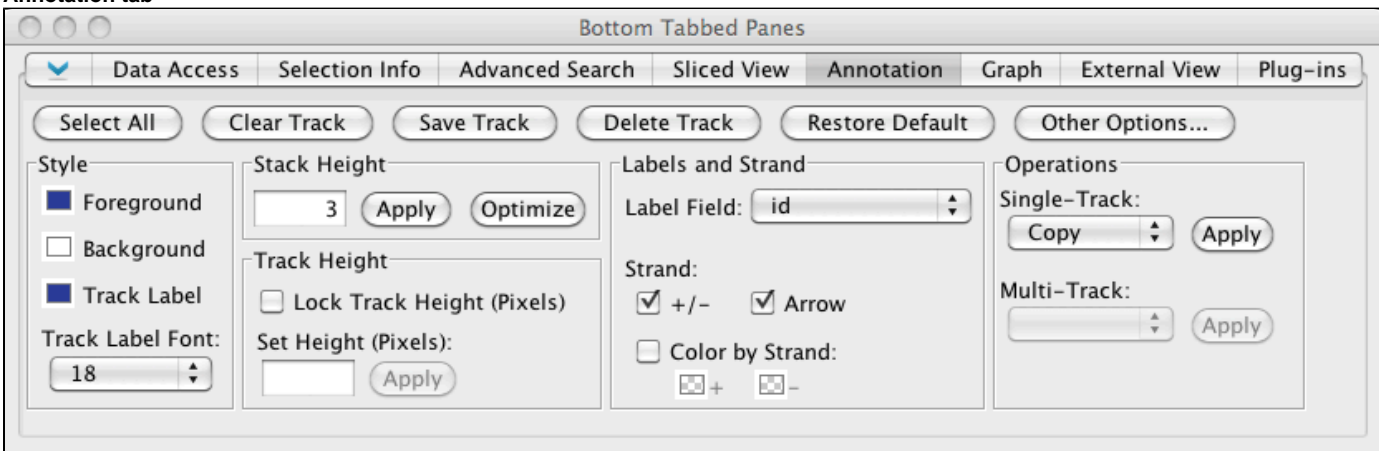 Annotation tab
Bottom Tabbed Panes
Data Access Selection Info Advanced Search Sliced View Annotation Graph External View Plug-ins
Select All Clear Track Save Track Delete Track Restore Default Other Options...
Style
Foreground
Background
Track Label
Track Label Font:
18
Stack Height
3 Apply Optimize
Track Height
Lock Track Height (Pixels)
Set Height (Pixels):
Apply
Labels and Strand
Label Field: id
Strand:
+/- Arrow
Color by Strand:
+ -
Operations
Single-Track:
Copy Apply
Multi-Track:
Apply